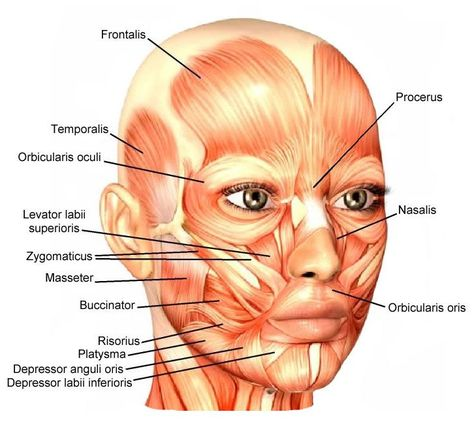 Frontalis
Procerus
Temporalis
Orbicularis oculi
Levator labii
superioris
Nasalis
Zygomaticus
Masseter
Buccinator
Orbicularis oris
Risorius
Platysma
Depressor anguli oris
Depressor labii inferioris